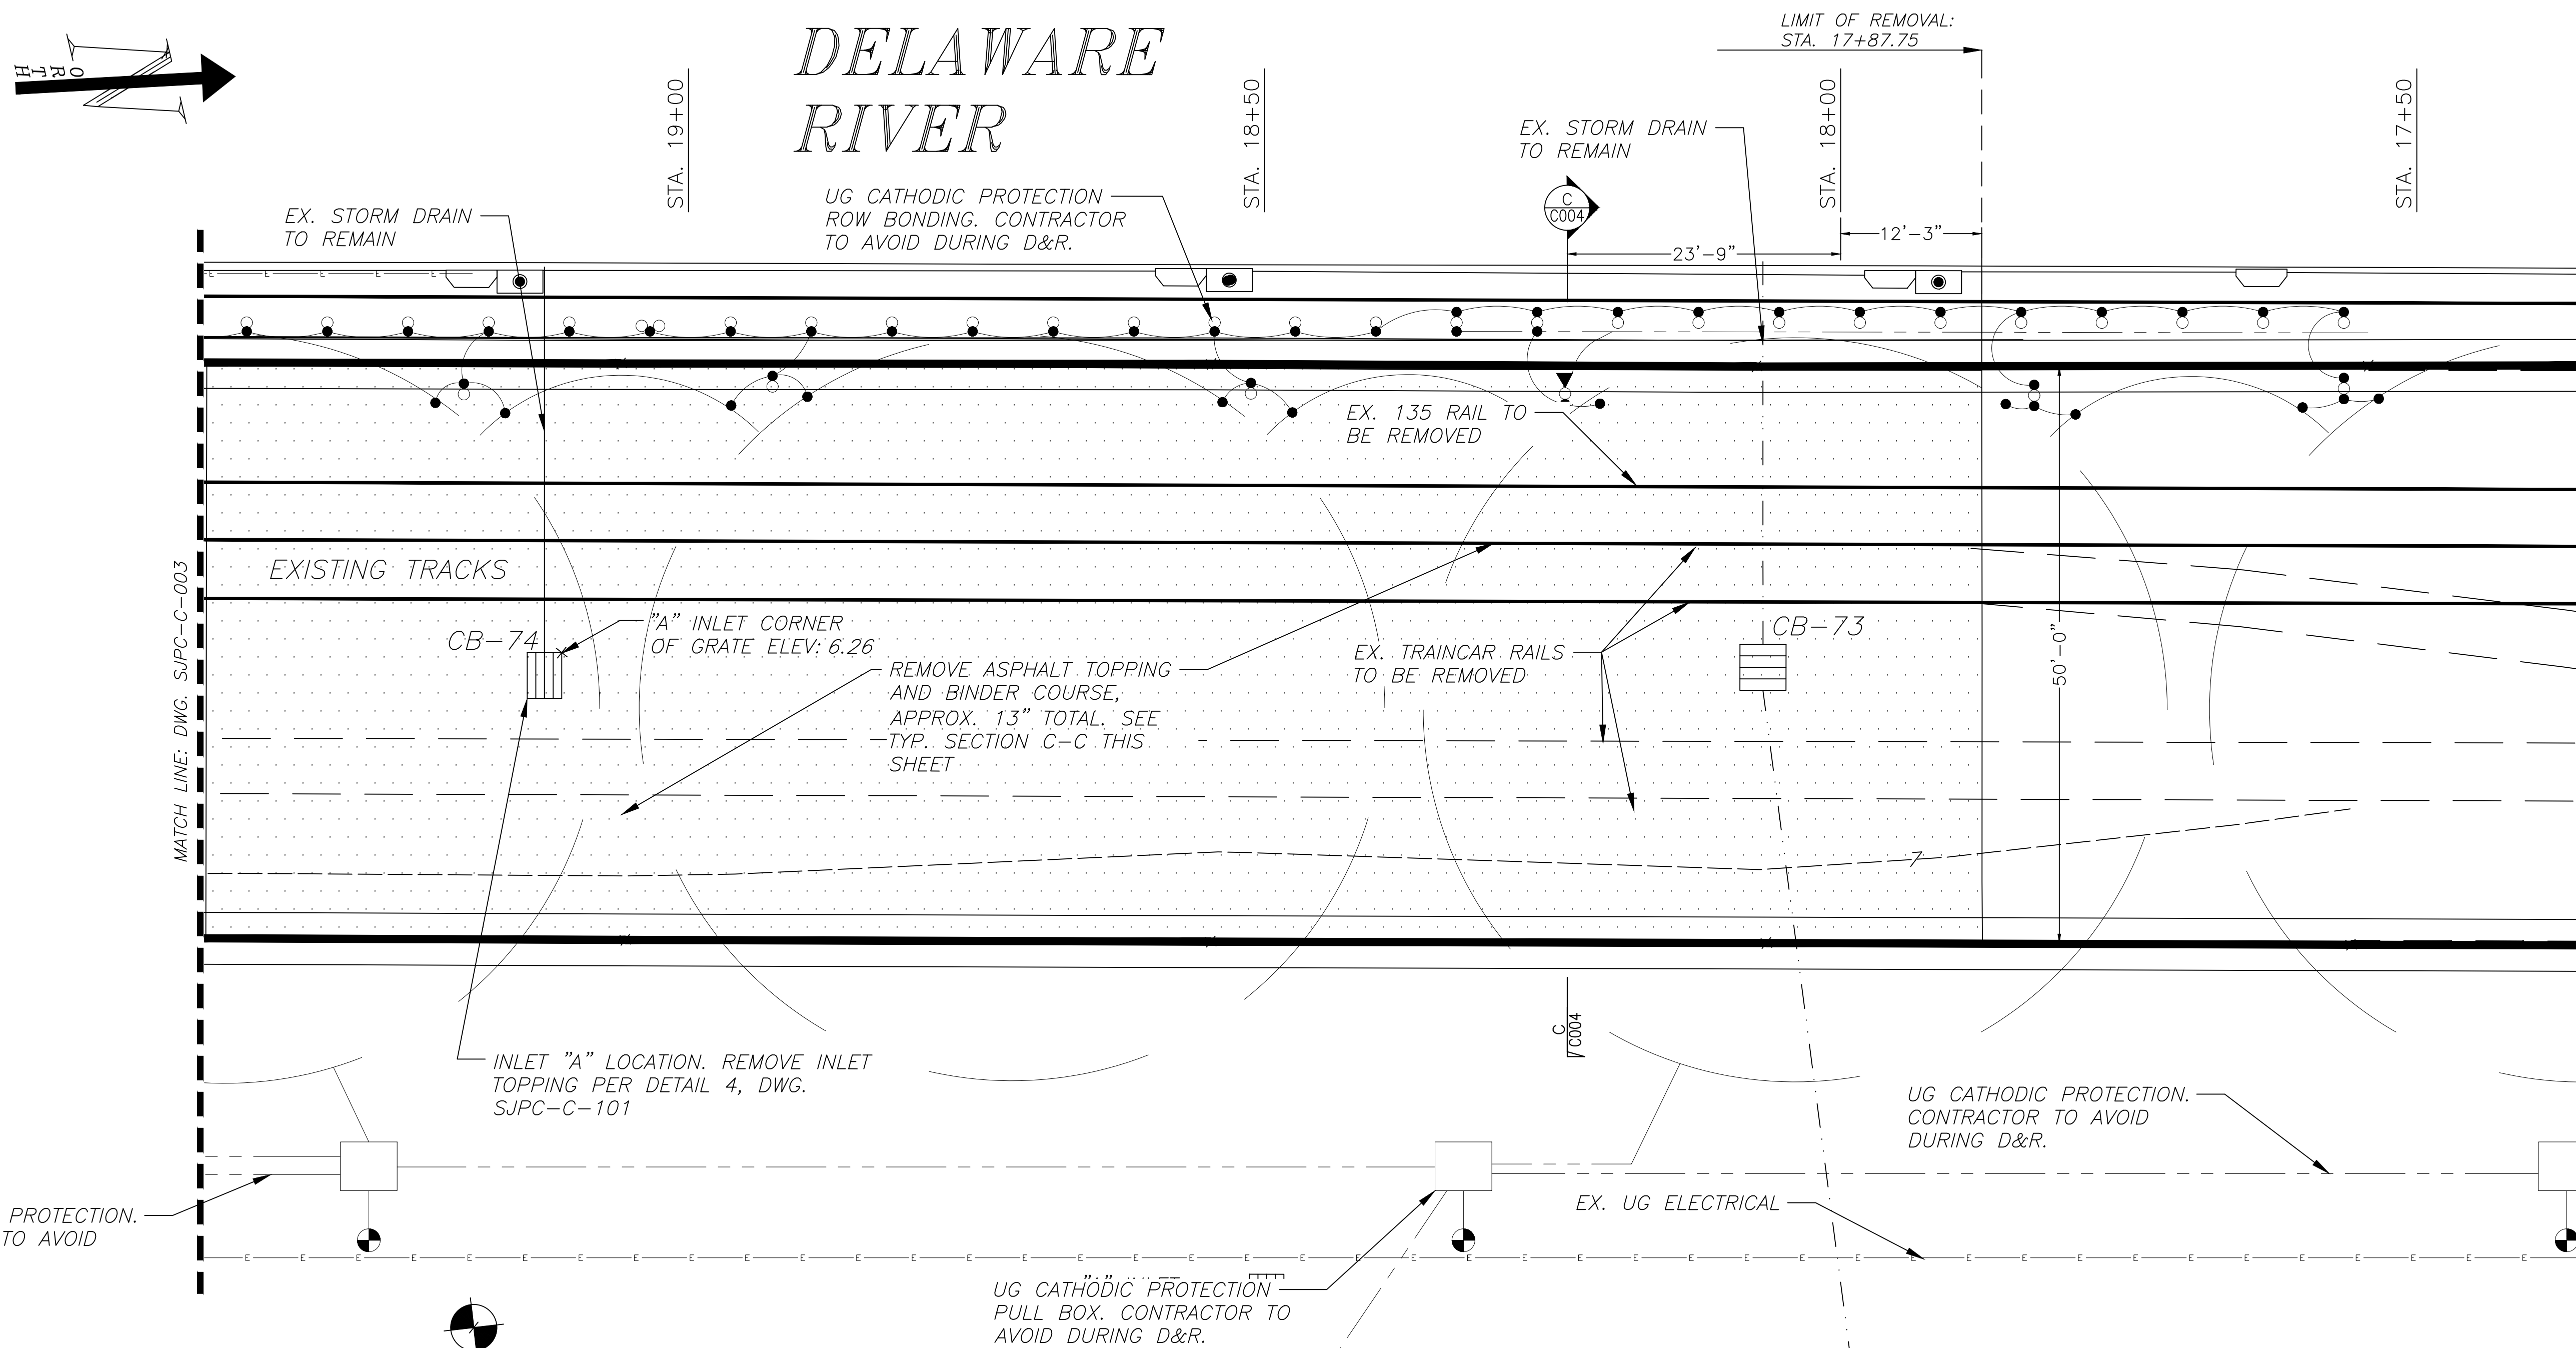 NORTH
DELAWARE
RIVER
LIMIT OF REMOVAL:
STA. 17+87.75
STA. 19+00
STA. 18+50
STA. 18+00
STA. 17+50
EX. STORM DRAIN
TO REMAIN
UG CATHODIC PROTECTION
ROW BONDING. CONTRACTOR
TO AVOID DURING D&R.
EX. STORM DRAIN
TO REMAIN
C
C004
12'-3"
23'-9"
E E E E E
EX. 135 RAIL TO
BE REMOVED
EXISTING TRACKS
MATCH LINE: DWG. SJPC-C-003
CB-74
"A" INLET CORNER
OF GRATE ELEV: 6.26
REMOVE ASPHALT TOPPING
AND BINDER COURSE,
APPROX. 13" TOTAL. SEE
TYP. SECTION C-C THIS
SHEET
EX. TRAINCAR RAILS
TO BE REMOVED
CB-73
50'-0"
7
C
C004
INLET "A" LOCATION. REMOVE INLET
TOPPING PER DETAIL 4, DWG.
SJPC-C-101
UG CATHODIC PROTECTION.
CONTRACTOR TO AVOID
DURING D&R.
PROTECTION.
TO AVOID
EX. UG ELECTRICAL
E E E E E E E E E E E E E E E E E E E E E E E E E E E E E E E E E E E E E E E E E E
UG CATHODIC PROTECTION
PULL BOX. CONTRACTOR TO
AVOID DURING D&R.